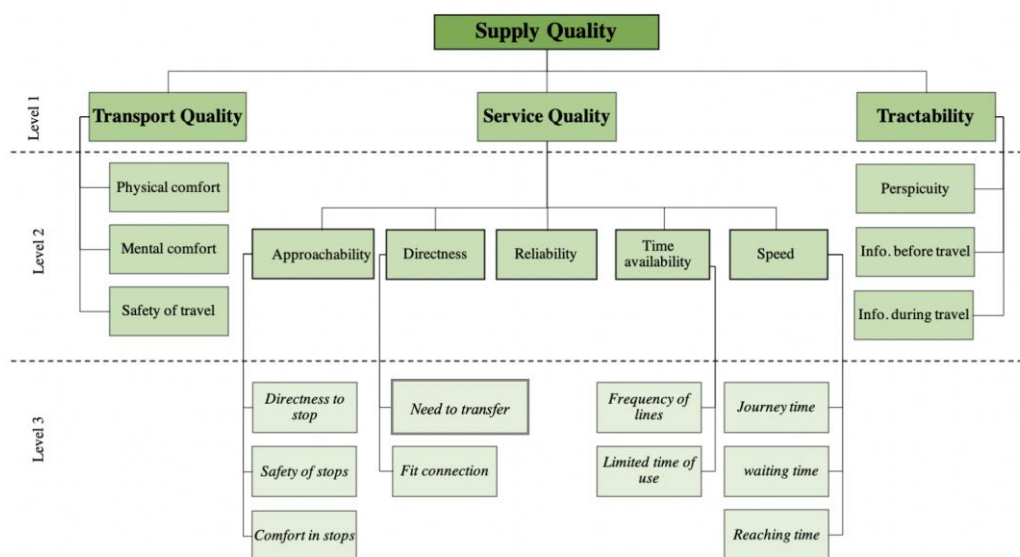 Supply Quality
Level 1
Transport Quality
Service Quality
Tractability
Level 2
Physical comfort
Mental comfort
Safety of travel
Approachability
Directness
Reliability
Time
availability
Speed
Perspicuity
Info. before travel
Info. during travel
Level 3
Directness to
stop
Safety of stops
Comfort in stops
Need to transfer
Fit connection
Frequency of
lines
Limited time of
use
Journey time
waiting time
Reaching time